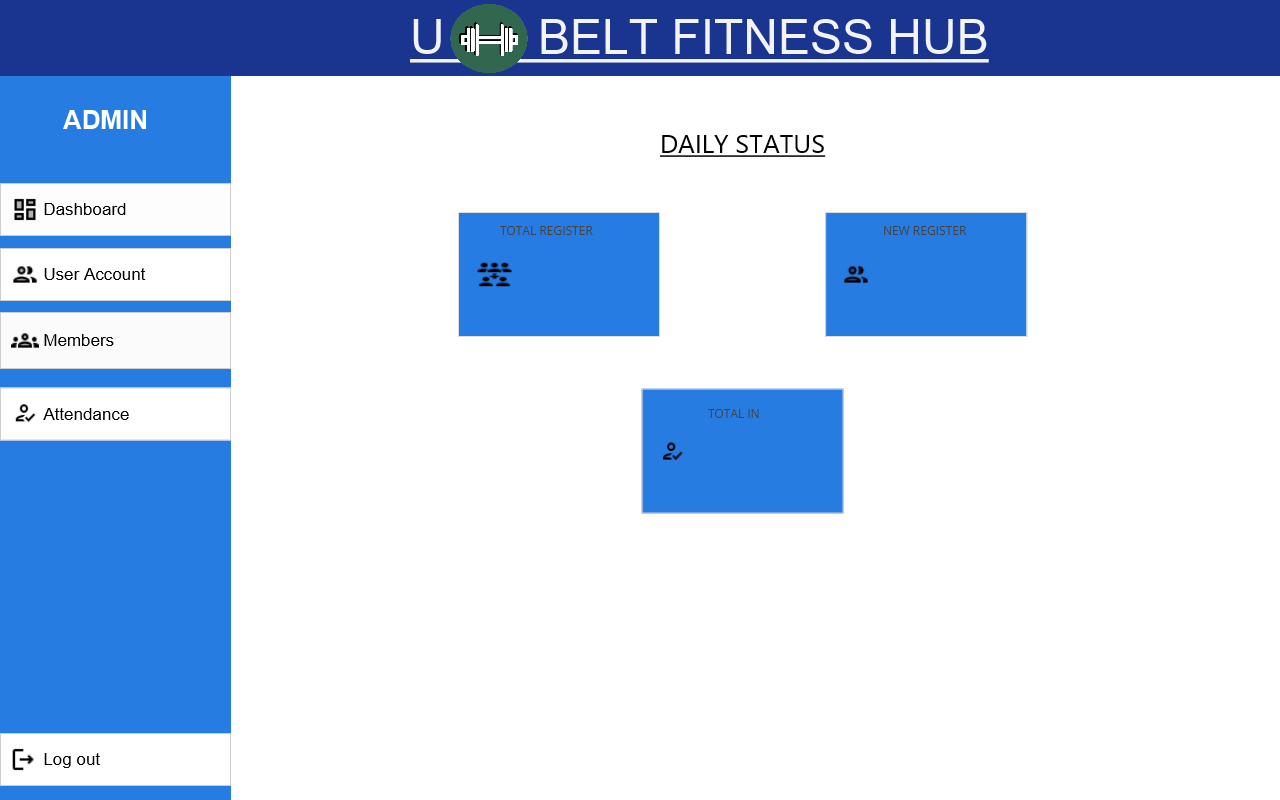 U BELT FITNESS HUB
ADMIN
Dashboard
User Account
Members
Attendance
Log out
DAILY STATUS
TOTAL REGISTER
NEW REGISTER
TOTAL IN